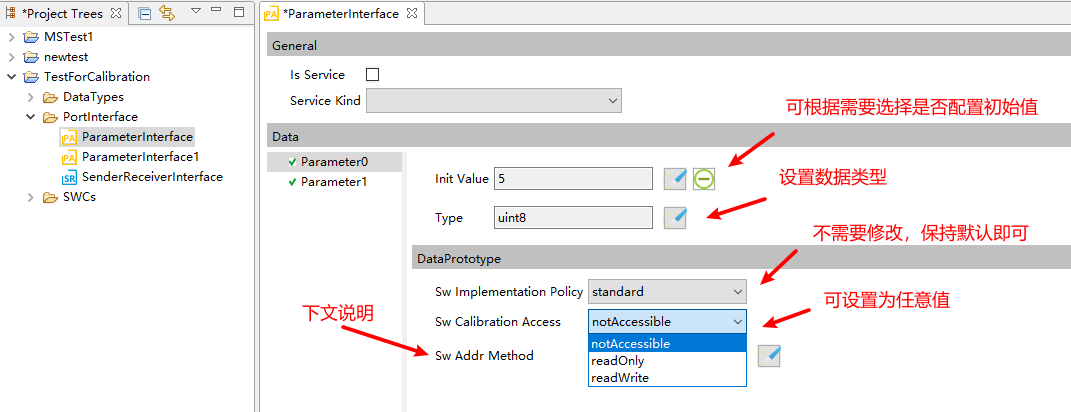 *Project Trees
MSTest1
newtest
TestForCalibration
DataTypes
PortInterface
PA ParameterInterface
PA ParameterInterface1
SR SenderReceiverInterface
SWCs
PA *ParameterInterface
General
Is Service
Service Kind
可根据需要选择是否配置初始值
Data
Parameter0
Parameter1
Init Value 5
设置数据类型
Type uint8
不需要修改，保持默认即可
DataPrototype
Sw Implementation Policy standard
可设置为任意值
下文说明
Sw Calibration Access notAccessible
notAccessible
Sw Addr Method
readOnly
readWrite